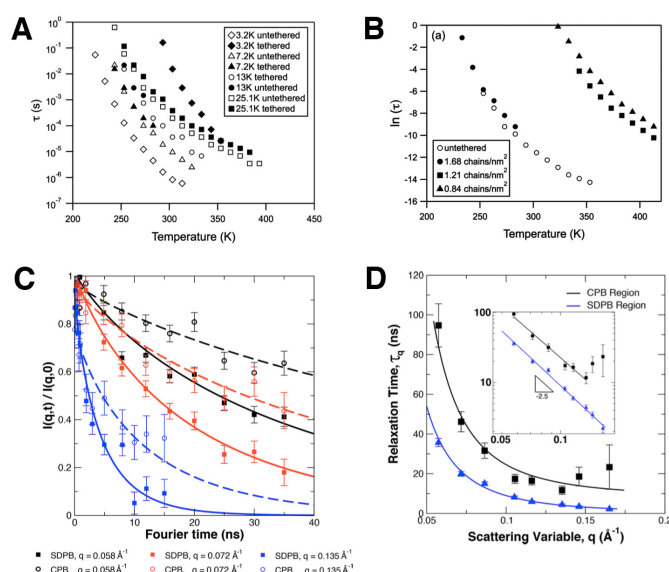 A
10⁰
10⁻¹
10⁻²
10⁻³
10⁻⁴
10⁻⁵
10⁻⁶
10⁻⁷
τ (s)
200 250 300 350 400 450
Temperature (K)
3.2K untethered
3.2K tethered
7.2K untethered
7.2K tethered
13K tethered
13K untethered
25.1K untethered
25.1K tethered
B
(a)
0
-2
-4
-6
-8
-10
-12
-14
-16
ln (τ)
200 250 300 350 400
Temperature (K)
untethered
1.68 chains/nm²
1.21 chains/nm²
0.84 chains/nm²
C
1
0.8
0.6
0.4
0.2
0
I(q,t) / I(q,0)
0 10 20 30 40
Fourier time (ns)
SDPB, q = 0.058 Å⁻¹ SDPB, q = 0.072 Å⁻¹ SDPB, q = 0.135 Å⁻¹
D
120
105
90
75
60
45
30
15
0
Relaxation Time, τq (ns)
CPB Region
SDPB Region
100
10
-2.5
0.05 0.1
0.05 0.1 0.15 0.2
Scattering Variable, q (Å⁻¹)